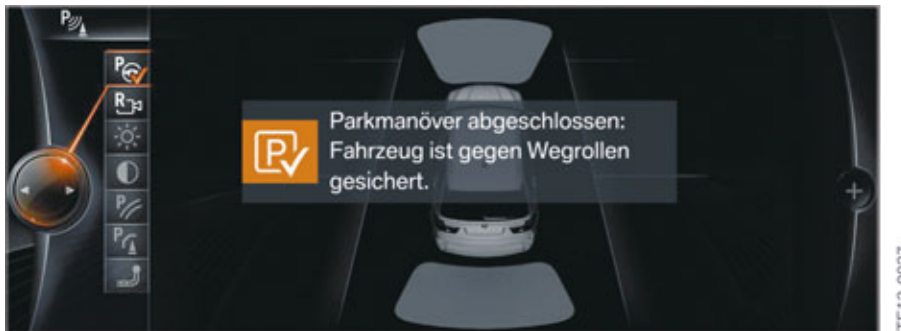 P
P
R
Parkmanöver abgeschlossen:
Fahrzeug ist gegen Wegrollen
gesichert.
P
P
P